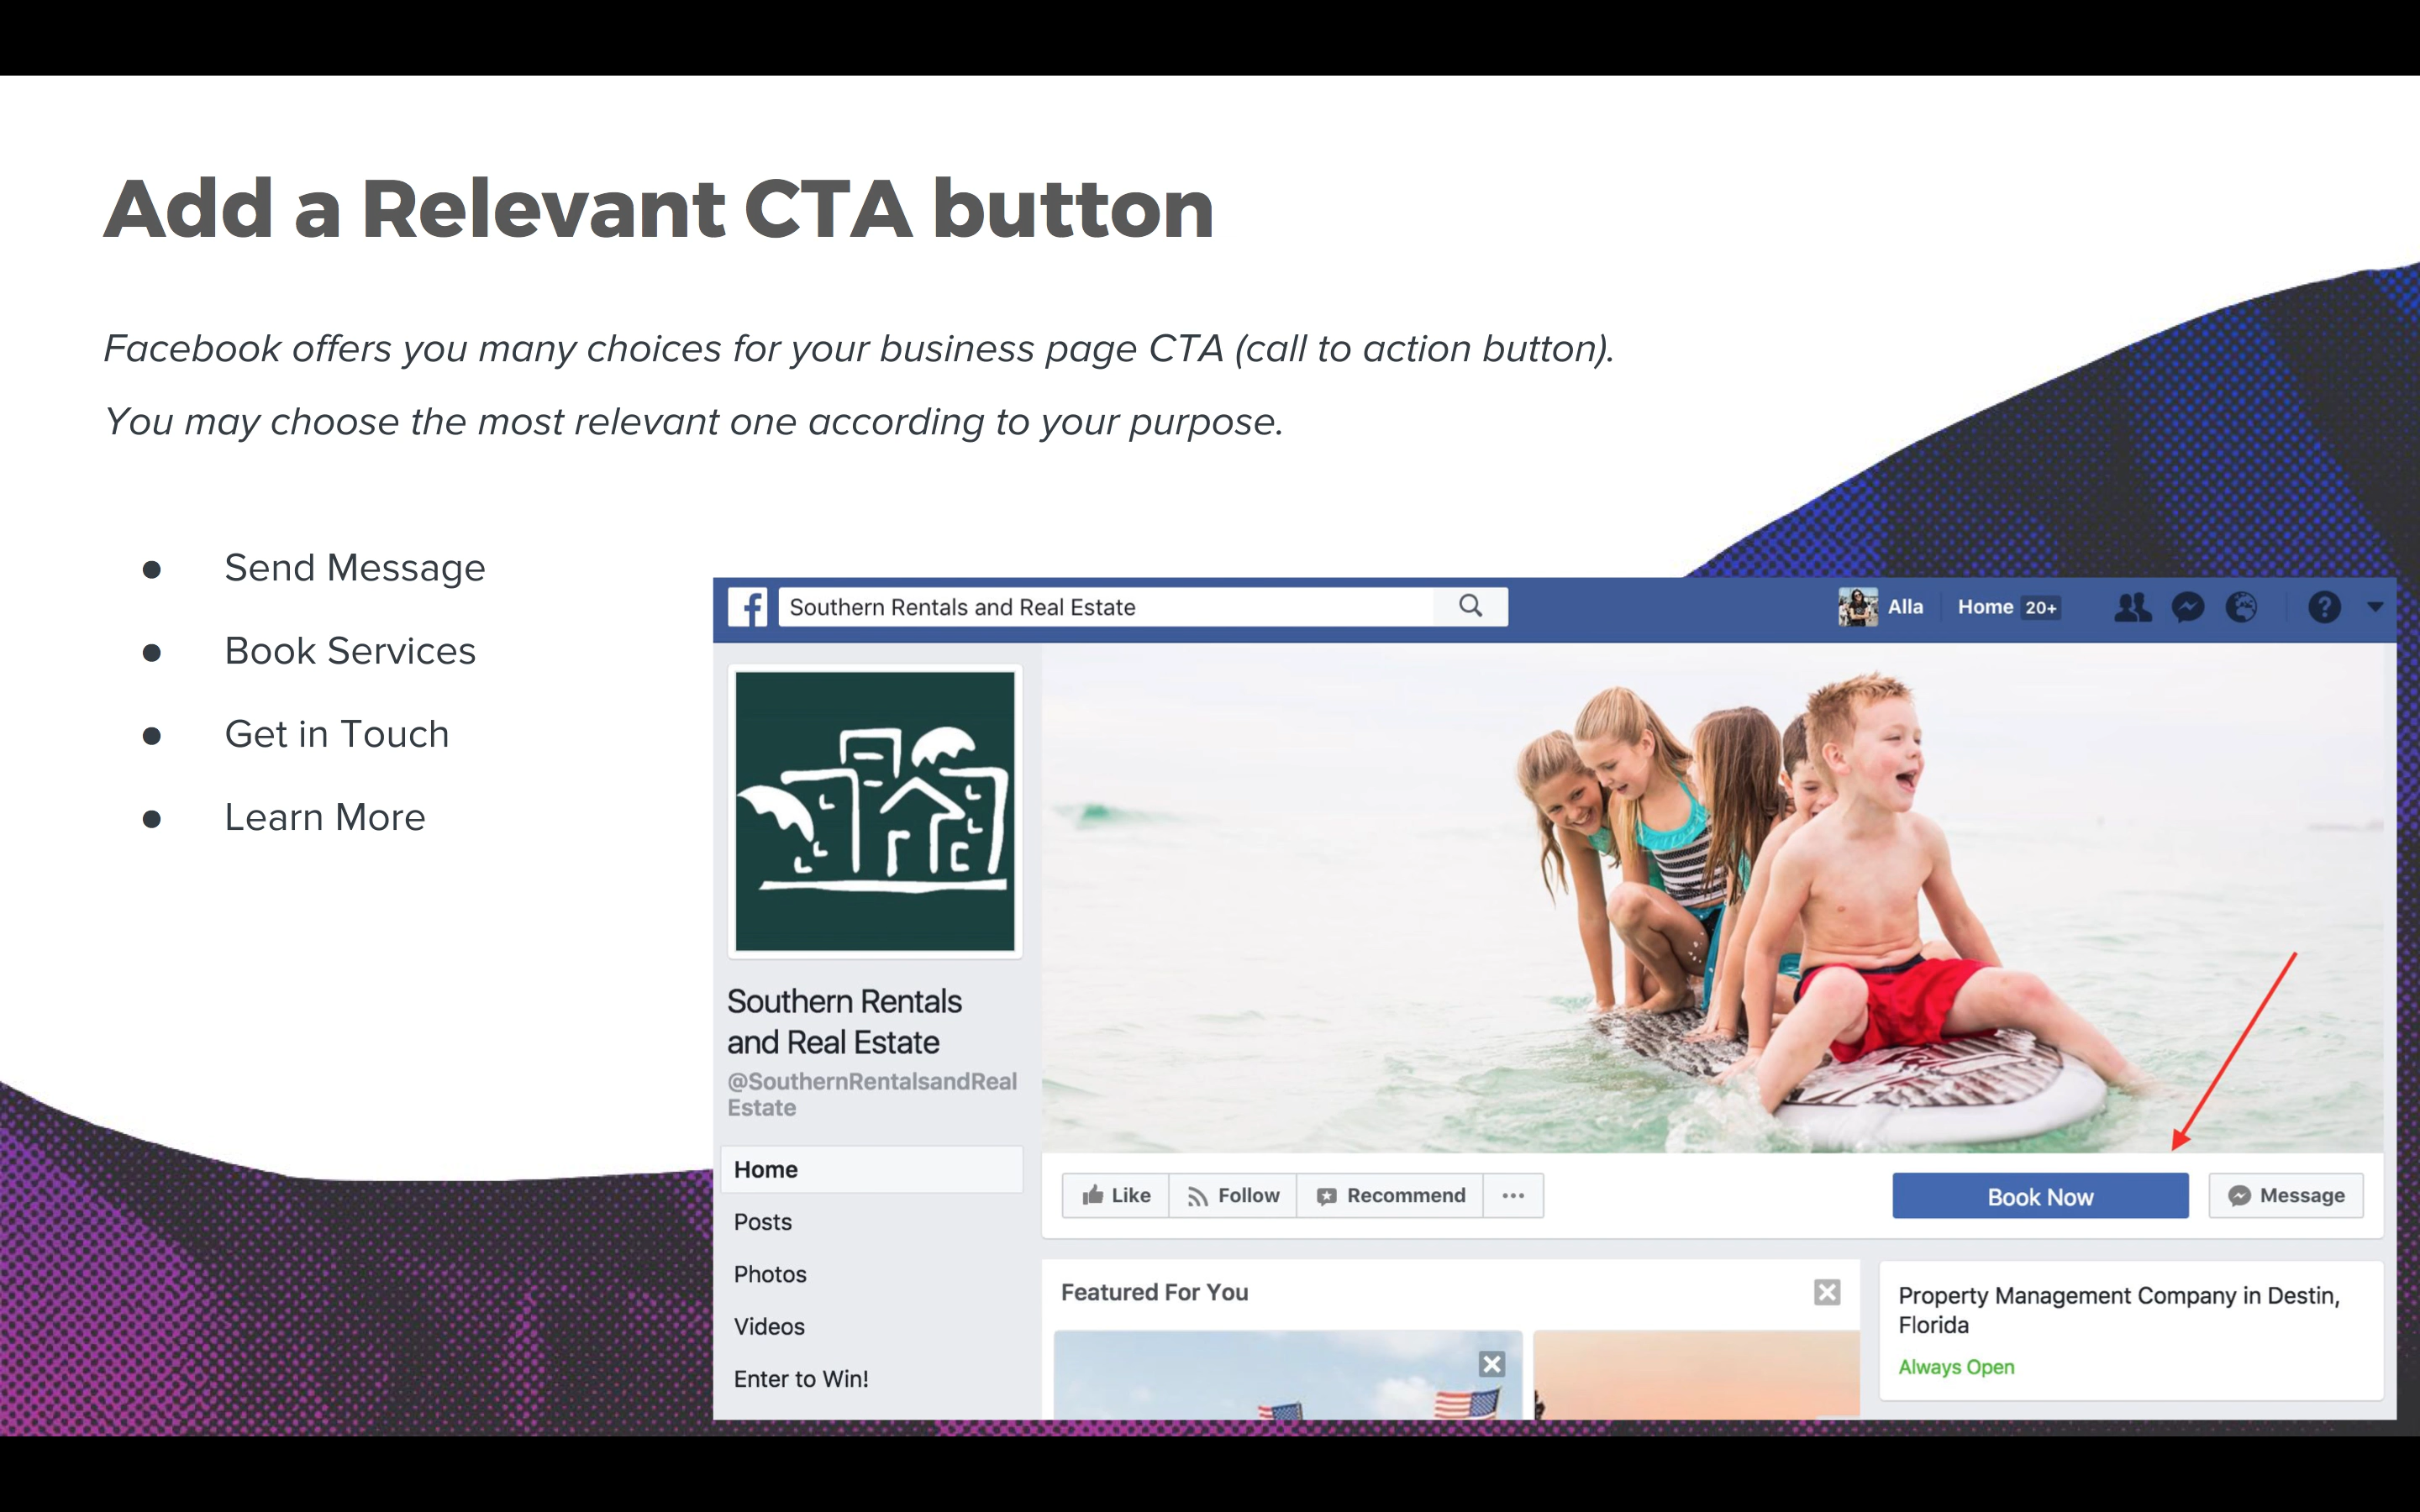 Add a Relevant CTA button
Facebook offers you many choices for your business page CTA (call to action button).
You may choose the most relevant one according to your purpose.
● Send Message
● Book Services
● Get in Touch
● Learn More
Southern Rentals and Real Estate
Alla
Home 20+
Southern Rentals
and Real Estate
@SouthernRentalsandReal
Estate
Home
Posts
Photos
Videos
Enter to Win!
Like
Follow
Recommend
Book Now
Message
Featured For You
Property Management Company in Destin,
Florida
Always Open